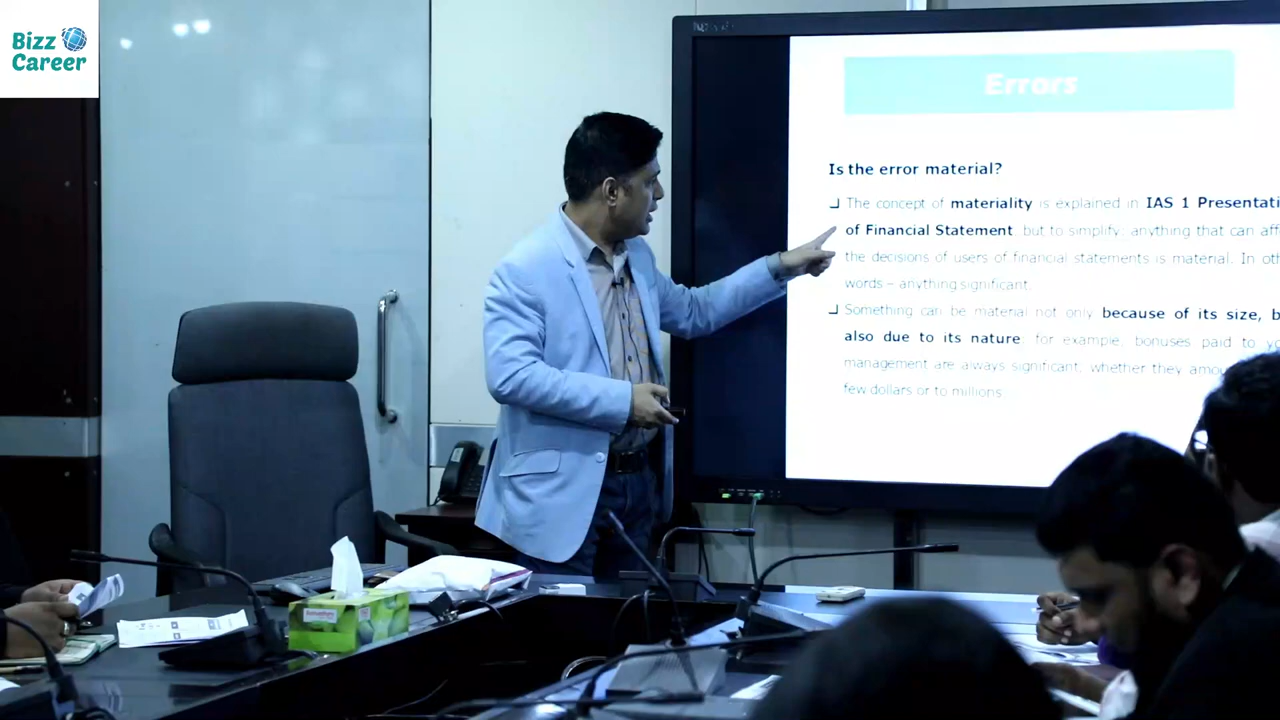 Bizz
Career
Errors
Is the error material?
The concept of materiality is explained in IAS 1 Presentati
of Financial Statement, but to simplify: anything that can aff
the decisions of users of financial statements is material. In oth
words – anything significant.
Something can be material not only because of its size, b
also due to its nature: for example, bonuses paid to yo
management are always significant, whether they amou
few dollars or to millions.